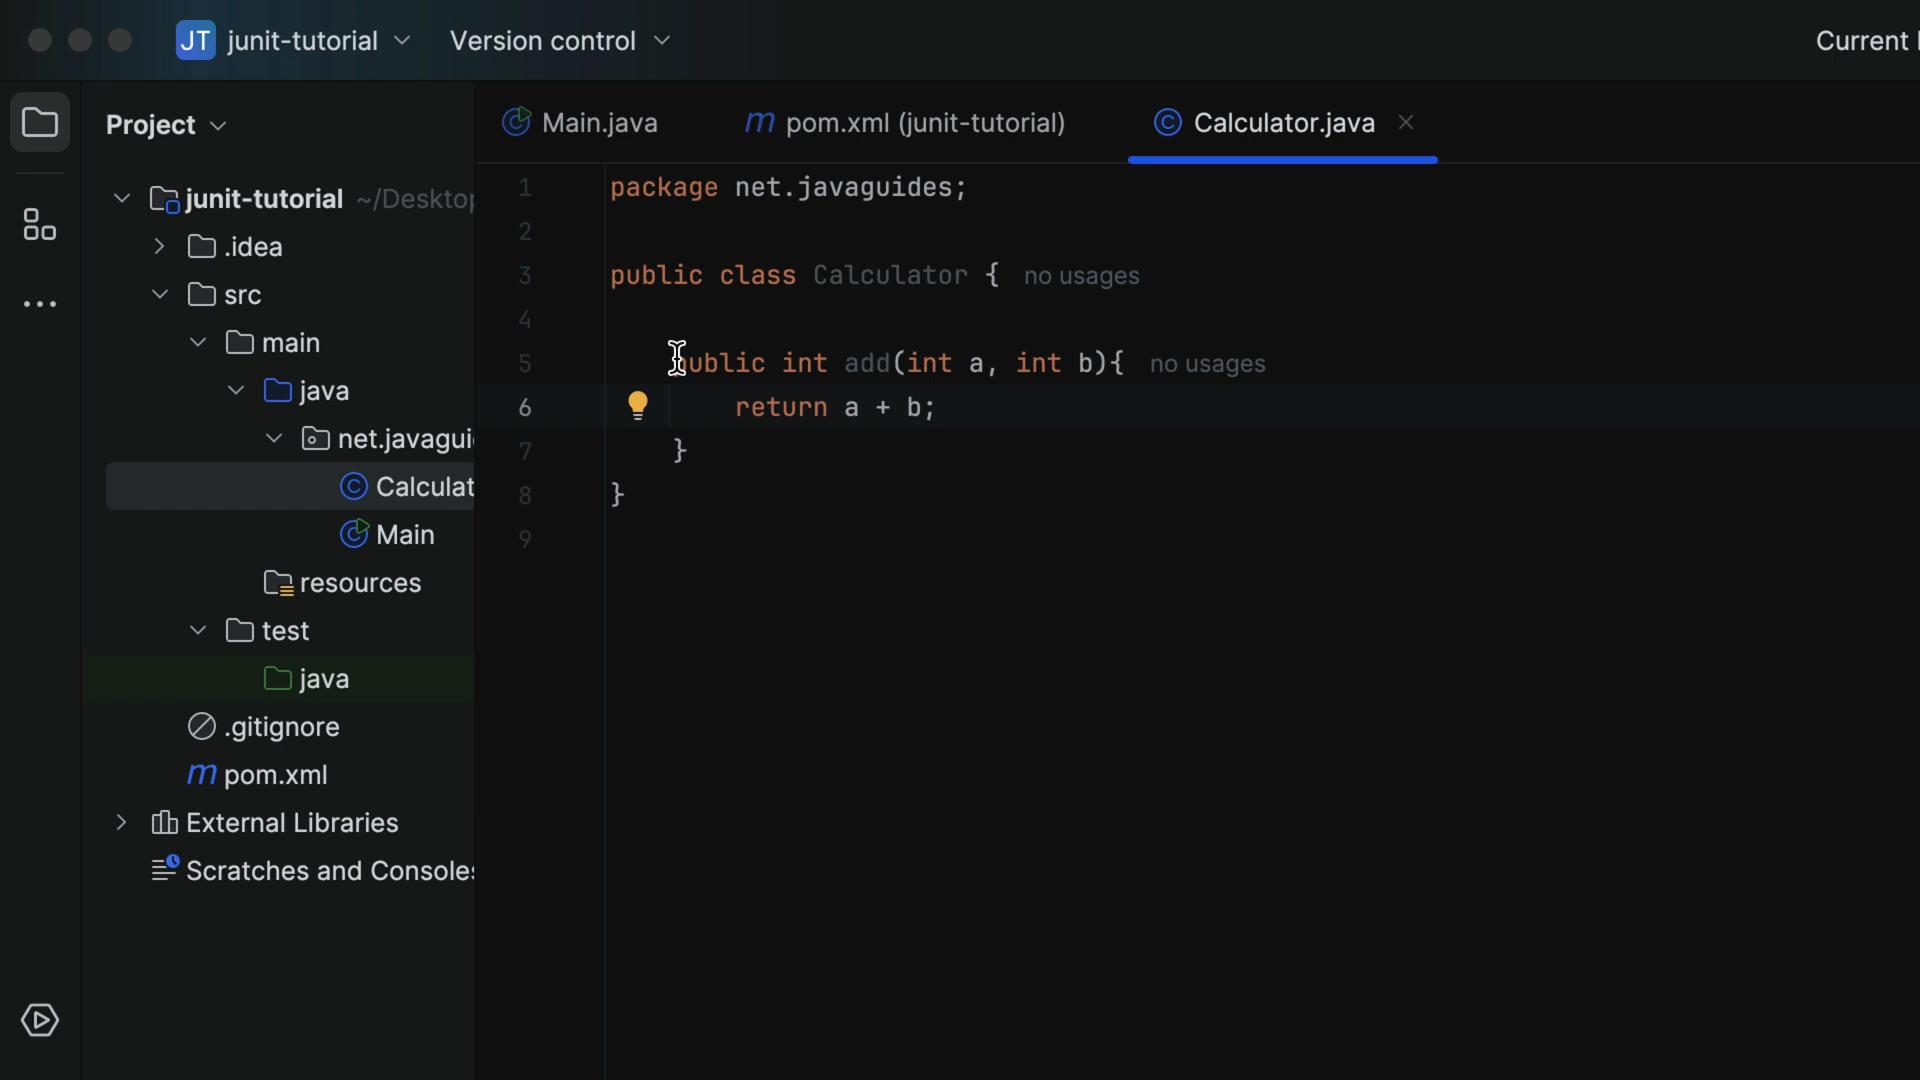 JT junit-tutorial Version control Current
Project
Main.java m pom.xml (junit-tutorial) Calculator.java
junit-tutorial ~/Desktop
.idea
src
main
java
net.javagui
Calculat
Main
resources
test
java
.gitignore
m pom.xml
External Libraries
Scratches and Consoles
1 package net.javaguides;
2
3 public class Calculator { no usages
4
5 public int add(int a, int b){ no usages
6 return a + b;
7 }
8 }
9